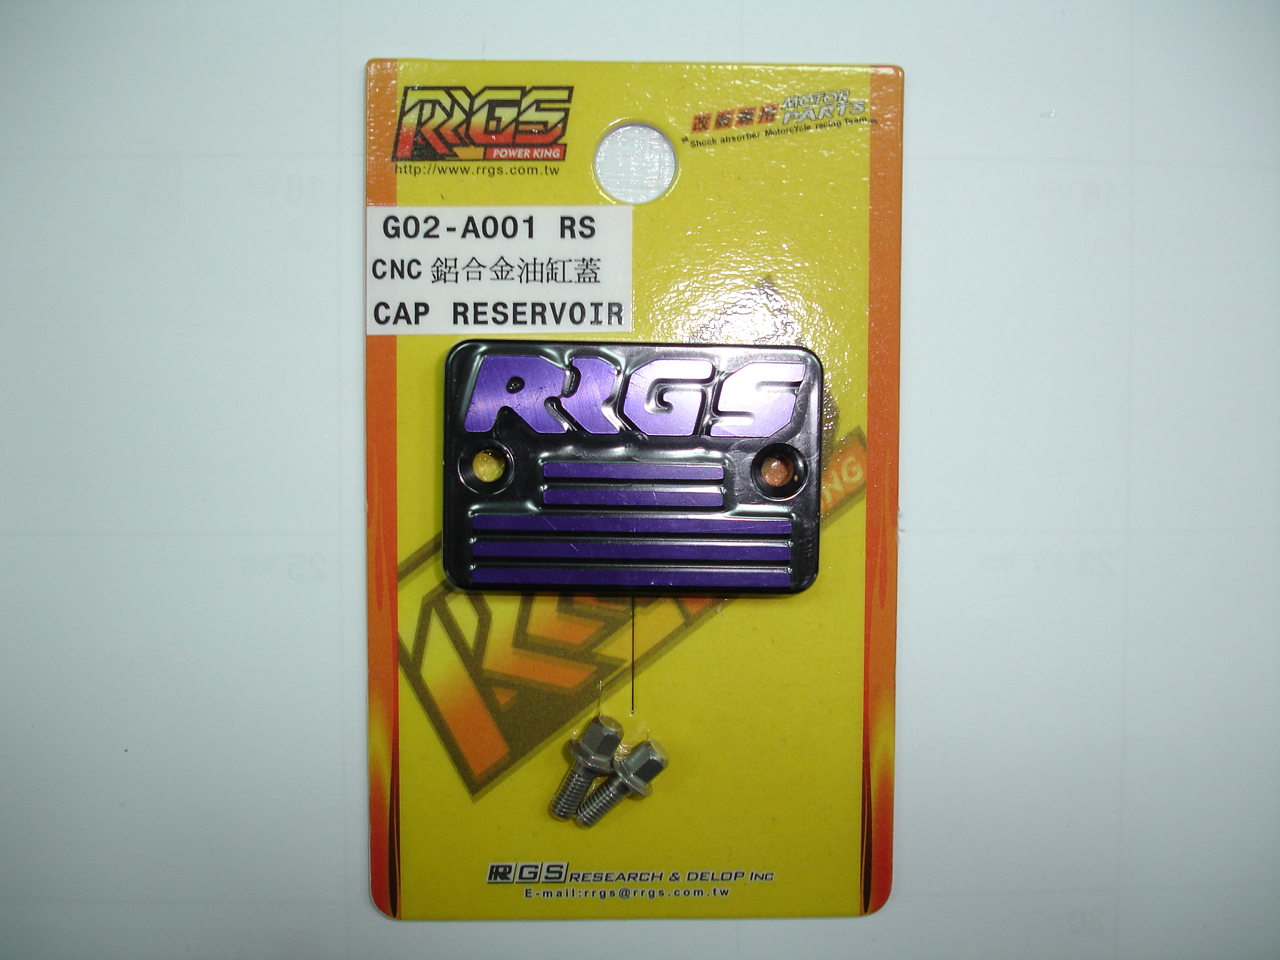 RRGS
POWER KING
http://www.rrgs.com.tw
MOTOR
PARTS
Shock absorber Motorcycle racing Team
G02-A001 RS
CNC 鋁合金油缸蓋
CAP RESERVOIR
RRGS
ING
RRGS RESEARCH & DELOP INC
E-mail:rrgs@rrgs.com.tw